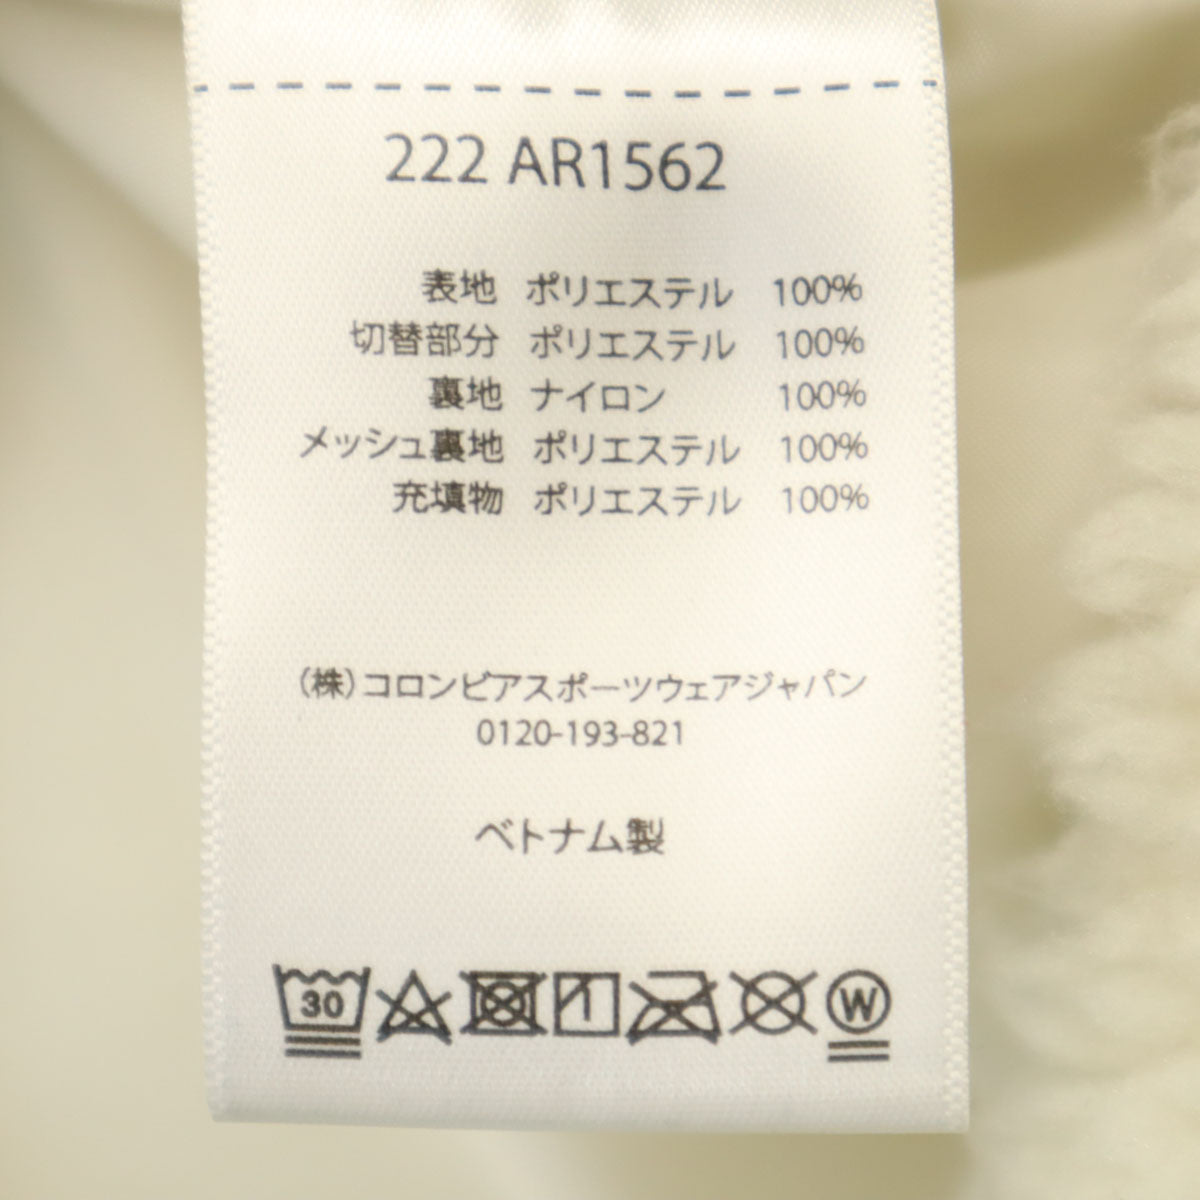 222 AR1562
表地 ポリエステル 100%
切替部分 ポリエステル 100%
裏地 ナイロン 100%
メッシュ裏地 ポリエステル 100%
充填物 ポリエステル 100%
(株)コロンビアスポーツウェアジャパン
0120-193-821
ベトナム製
30 W